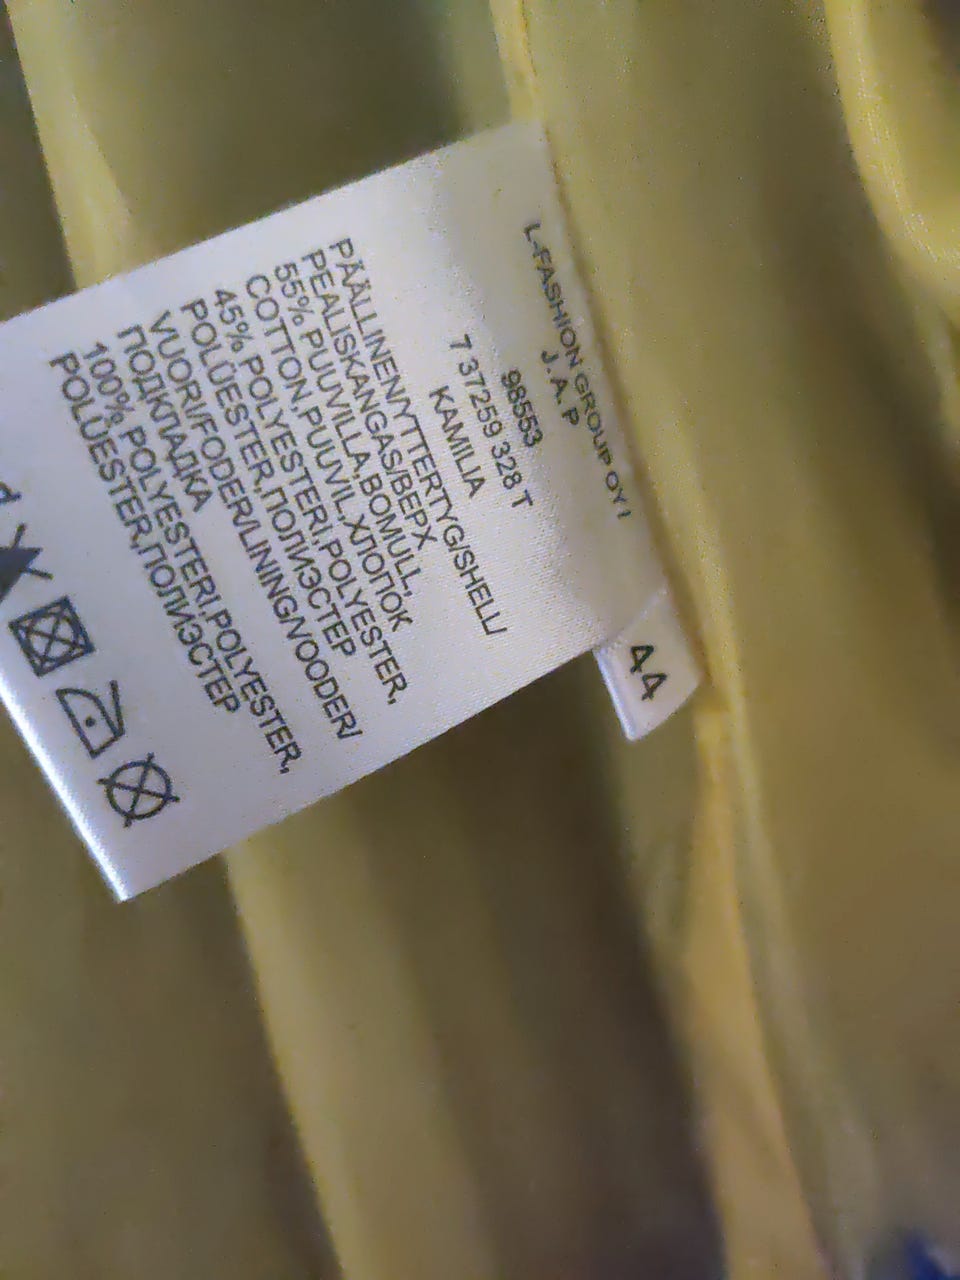 L-FASHION GROUP OY
J. A. P
98553
7 37259 328 T
KAMILIA
PÄÄLLINEN/YTTERTYG/SHELL/
PEALISKANGAS/ВЕРХ
55% PUUVILLA,BOMULL,
COTTON,PUUVIL,ХЛОПОК
45% POLYESTERI,POLYESTER,
POLÜESTER,ПОЛИЭСТЕР
VUORI/FODER/LINING/VOODER/
ПОДКЛАДКА
100% POLYESTERI,POLYESTER,
POLÜESTER,ПОЛИЭСТЕР
44